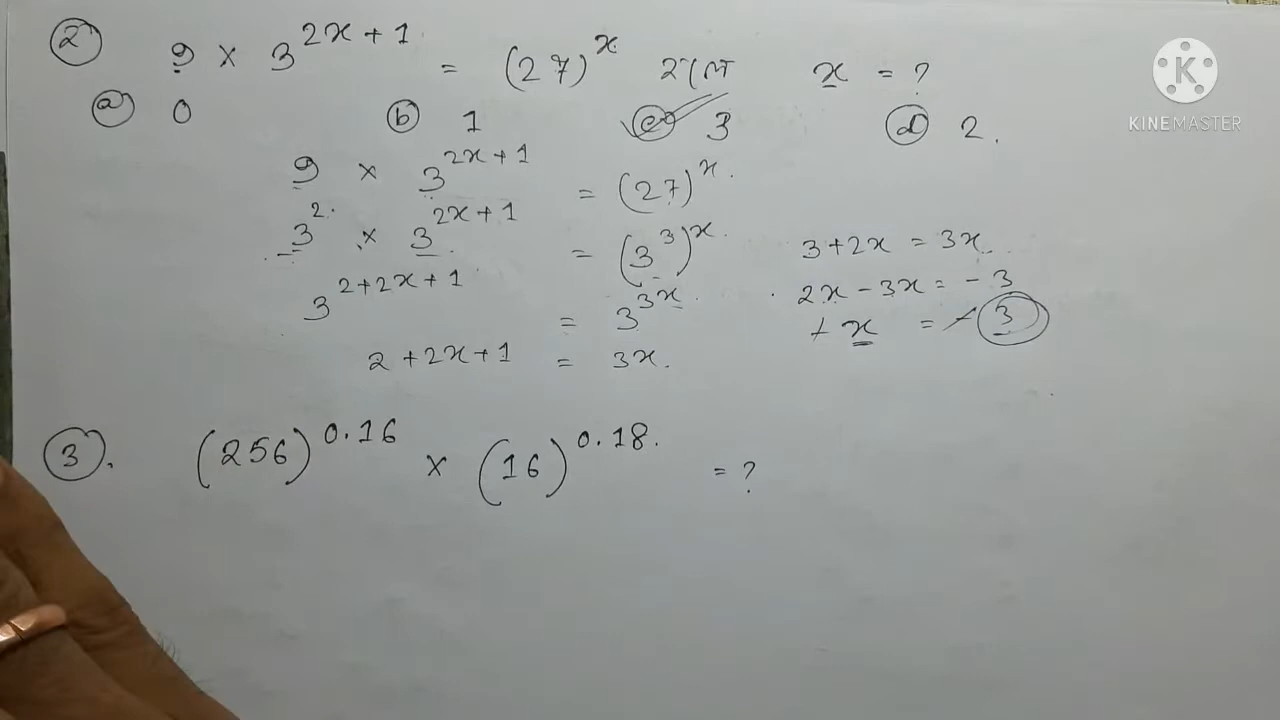 2 9 × 3^{2x+1} = (27)^x হলে x = ?
a 0 b 1 c 3 d 2.
9 × 3^{2x+1} = (27)^x.
3^2. × 3^{2x+1} = (3^3)^x.
3^{2+2x+1} = 3^{3x}.
2+2x+1 = 3x.
3+2x = 3x
2x-3x = -3
+x = +3
3. (256)^{0.16} × (16)^{0.18}. = ?
KINEMASTER